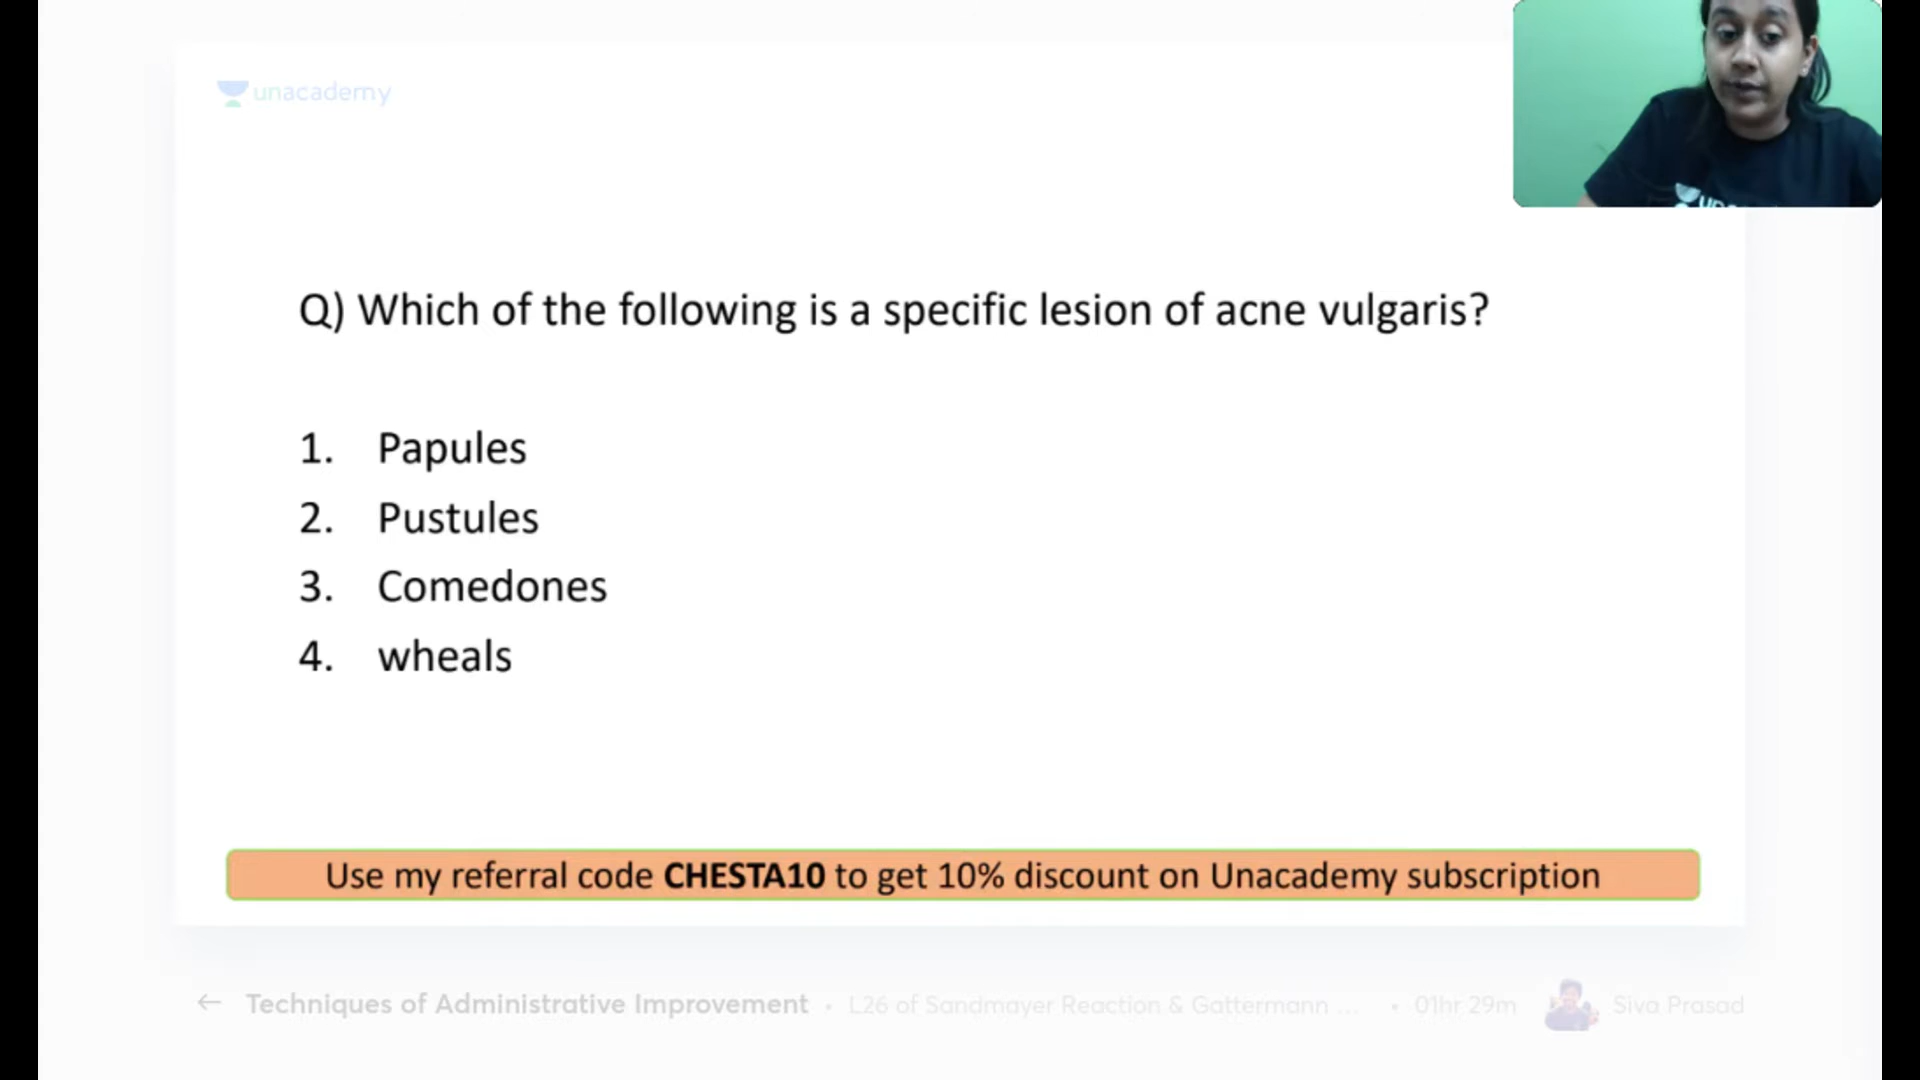 unacademy
Q) Which of the following is a specific lesion of acne vulgaris?
1. Papules
2. Pustules
3. Comedones
4. wheals
Use my referral code CHESTA10 to get 10% discount on Unacademy subscription
← Techniques of Administrative Improvement • L26 of Sandmayer Reaction & Gattermann ... • 01hr 29m Siva Prasad